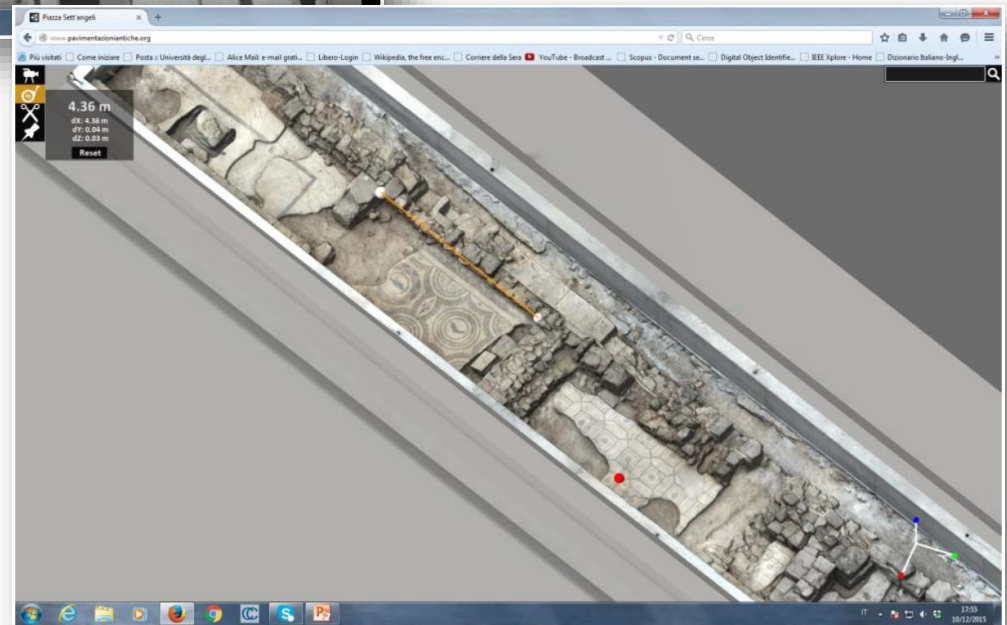 Piazza Sett'angeli
www.pavimentazioniantiche.org
Cerca
Più visitati Come iniziare Posta :: Università degl... Alice Mail: e-mail grati... Libero-Login Wikipedia, the free enc... Corriere della Sera YouTube - Broadcast ... Scopus - Document se... Digital Object Identifie... IEEE Xplore - Home Dizionario Italiano-Ingl... »
4.36 m
dX: 4.36 m
dY: 0.04 m
dZ: 0.03 m
Reset
IT 17:55
10/12/2015